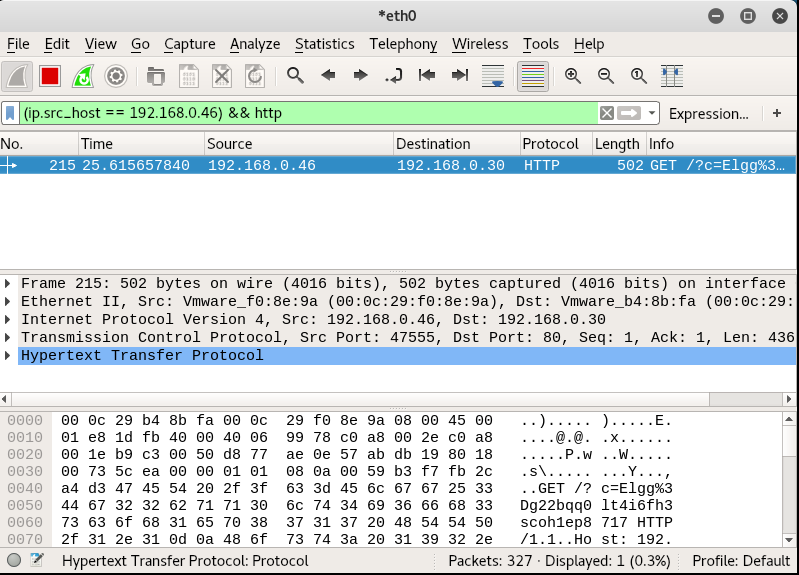 *eth0
File Edit View Go Capture Analyze Statistics Telephony Wireless Tools Help
(ip.src_host == 192.168.0.46) && http Expression... +
No. Time Source Destination Protocol Length Info
215 25.615657840 192.168.0.46 192.168.0.30 HTTP 502 GET /?c=Elgg%3...
Frame 215: 502 bytes on wire (4016 bits), 502 bytes captured (4016 bits) on interface
Ethernet II, Src: Vmware_f0:8e:9a (00:0c:29:f0:8e:9a), Dst: Vmware_b4:8b:fa (00:0c:29:
Internet Protocol Version 4, Src: 192.168.0.46, Dst: 192.168.0.30
Transmission Control Protocol, Src Port: 47555, Dst Port: 80, Seq: 1, Ack: 1, Len: 436
Hypertext Transfer Protocol
0000 00 0c 29 b4 8b fa 00 0c 29 f0 8e 9a 08 00 45 00 ..)..... ).....E.
0010 01 e8 1d fb 40 00 40 06 99 78 c0 a8 00 2e c0 a8 ....@.@. .x......
0020 00 1e b9 c3 00 50 d8 77 ae 0e 57 ab db 19 80 18 .....P.w ..W.....
0030 00 73 5c ea 00 00 01 01 08 0a 00 59 b3 f7 fb 2c .s\..... ...Y...,
0040 a4 d3 47 45 54 20 2f 3f 63 3d 45 6c 67 67 25 33 ..GET /? c=Elgg%3
0050 44 67 32 32 62 71 71 30 6c 74 34 69 36 66 68 33 Dg22bqq0 lt4i6fh3
0060 73 63 6f 68 31 65 70 38 37 31 37 20 48 54 54 50 scoh1ep8 717 HTTP
0070 2f 31 2e 31 0d 0a 48 6f 73 74 3a 20 31 39 32 2e /1.1..Ho st: 192.
Hypertext Transfer Protocol: Protocol Packets: 327 · Displayed: 1 (0.3%) Profile: Default